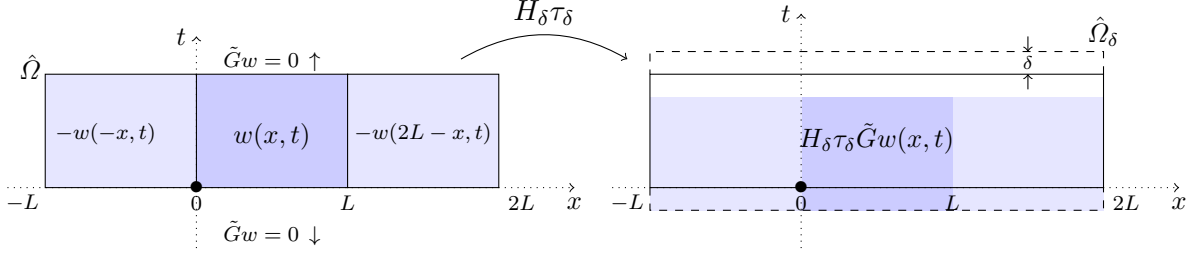 H_δτ_δ
t
G̃w = 0 ↑
Ω̂
−w(−x, t)
w(x, t)
−w(2L − x, t)
−L
0
L
2L
x
G̃w = 0 ↓
t
Ω̂_δ
δ
H_δτ_δG̃w(x, t)
−L
0
L
2L
x